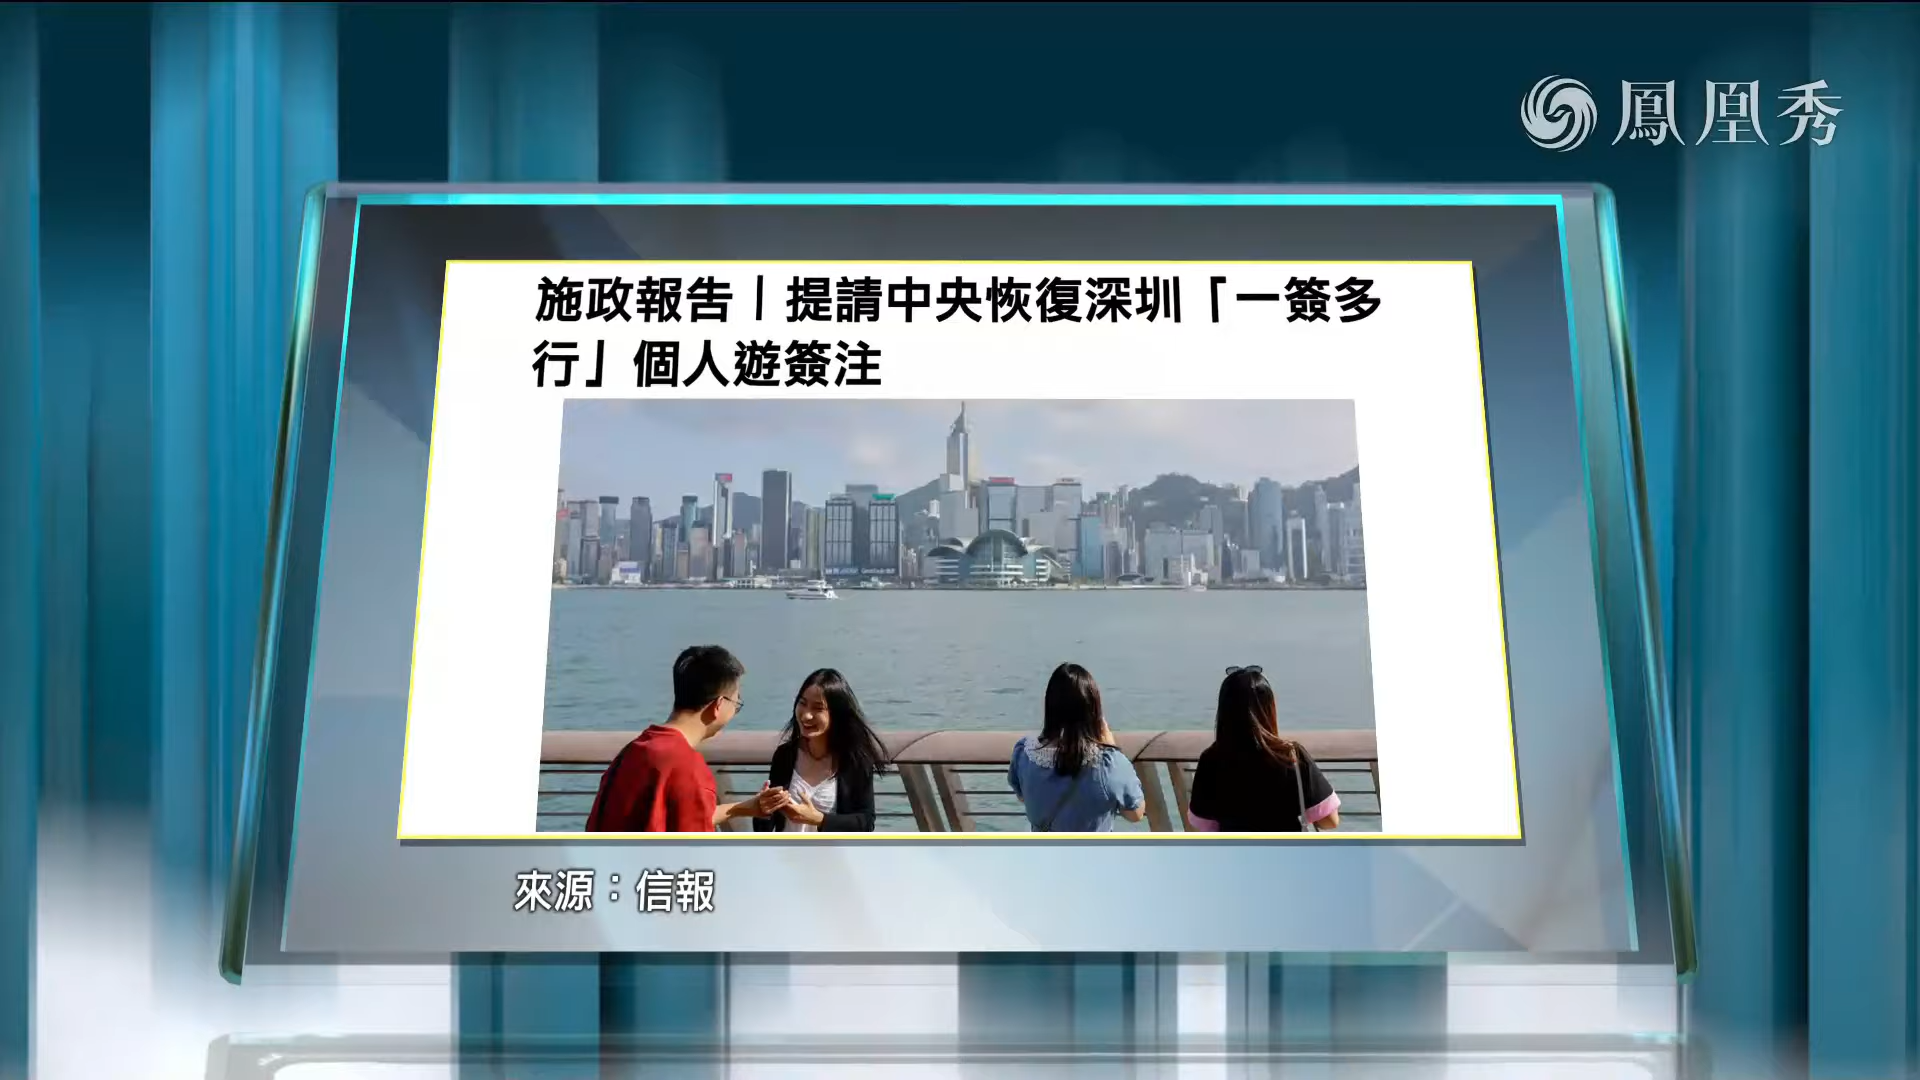 鳳凰秀
施政報告｜提請中央恢復深圳「一簽多
行」個人遊簽注
來源：信報